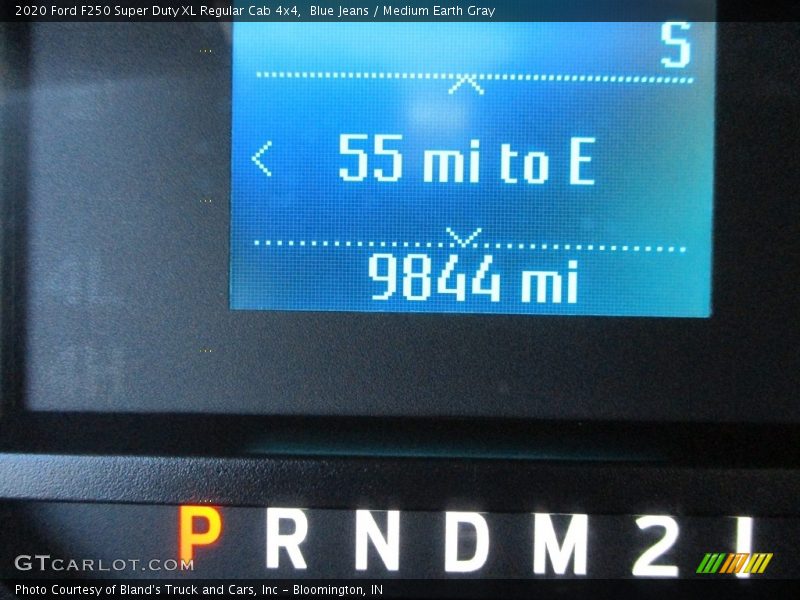 2020 Ford F250 Super Duty XL Regular Cab 4x4,  Blue Jeans / Medium Earth Gray
S
55 mi to E
9844 mi
P R N D M 2 1
GTCARLOT.COM
Photo Courtesy of Bland's Truck and Cars, Inc - Bloomington, IN